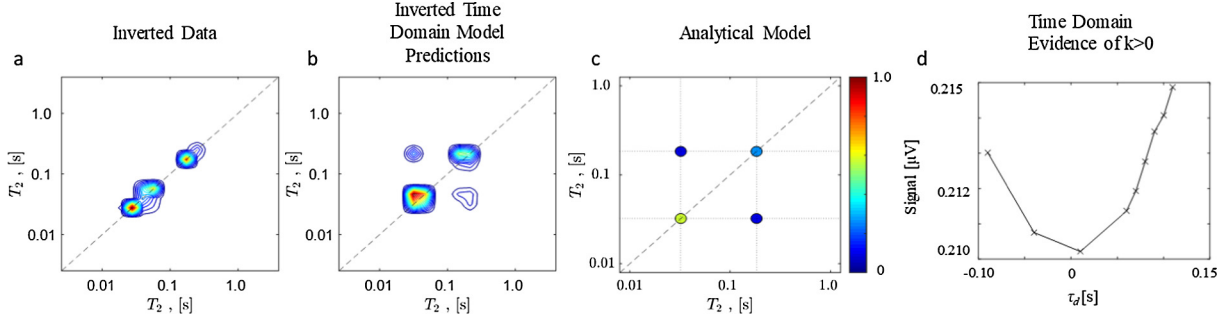 Inverted Data
Inverted Time
Domain Model
Predictions
Analytical Model
Time Domain
Evidence of k>0
a
b
c
d
1.0
0.1
0.01
T2 , [s]
0.01 0.1 1.0
T2 , [s]
1.0
0.1
0.01
T2 , [s]
0.01 0.1 1.0
T2 , [s]
1.0
0.1
0.01
T2 , [s]
0.01 0.1 1.0
T2 , [s]
1.0
0
0.215
0.212
0.210
Signal [µV]
-0.10 0 0.15
τd[s]